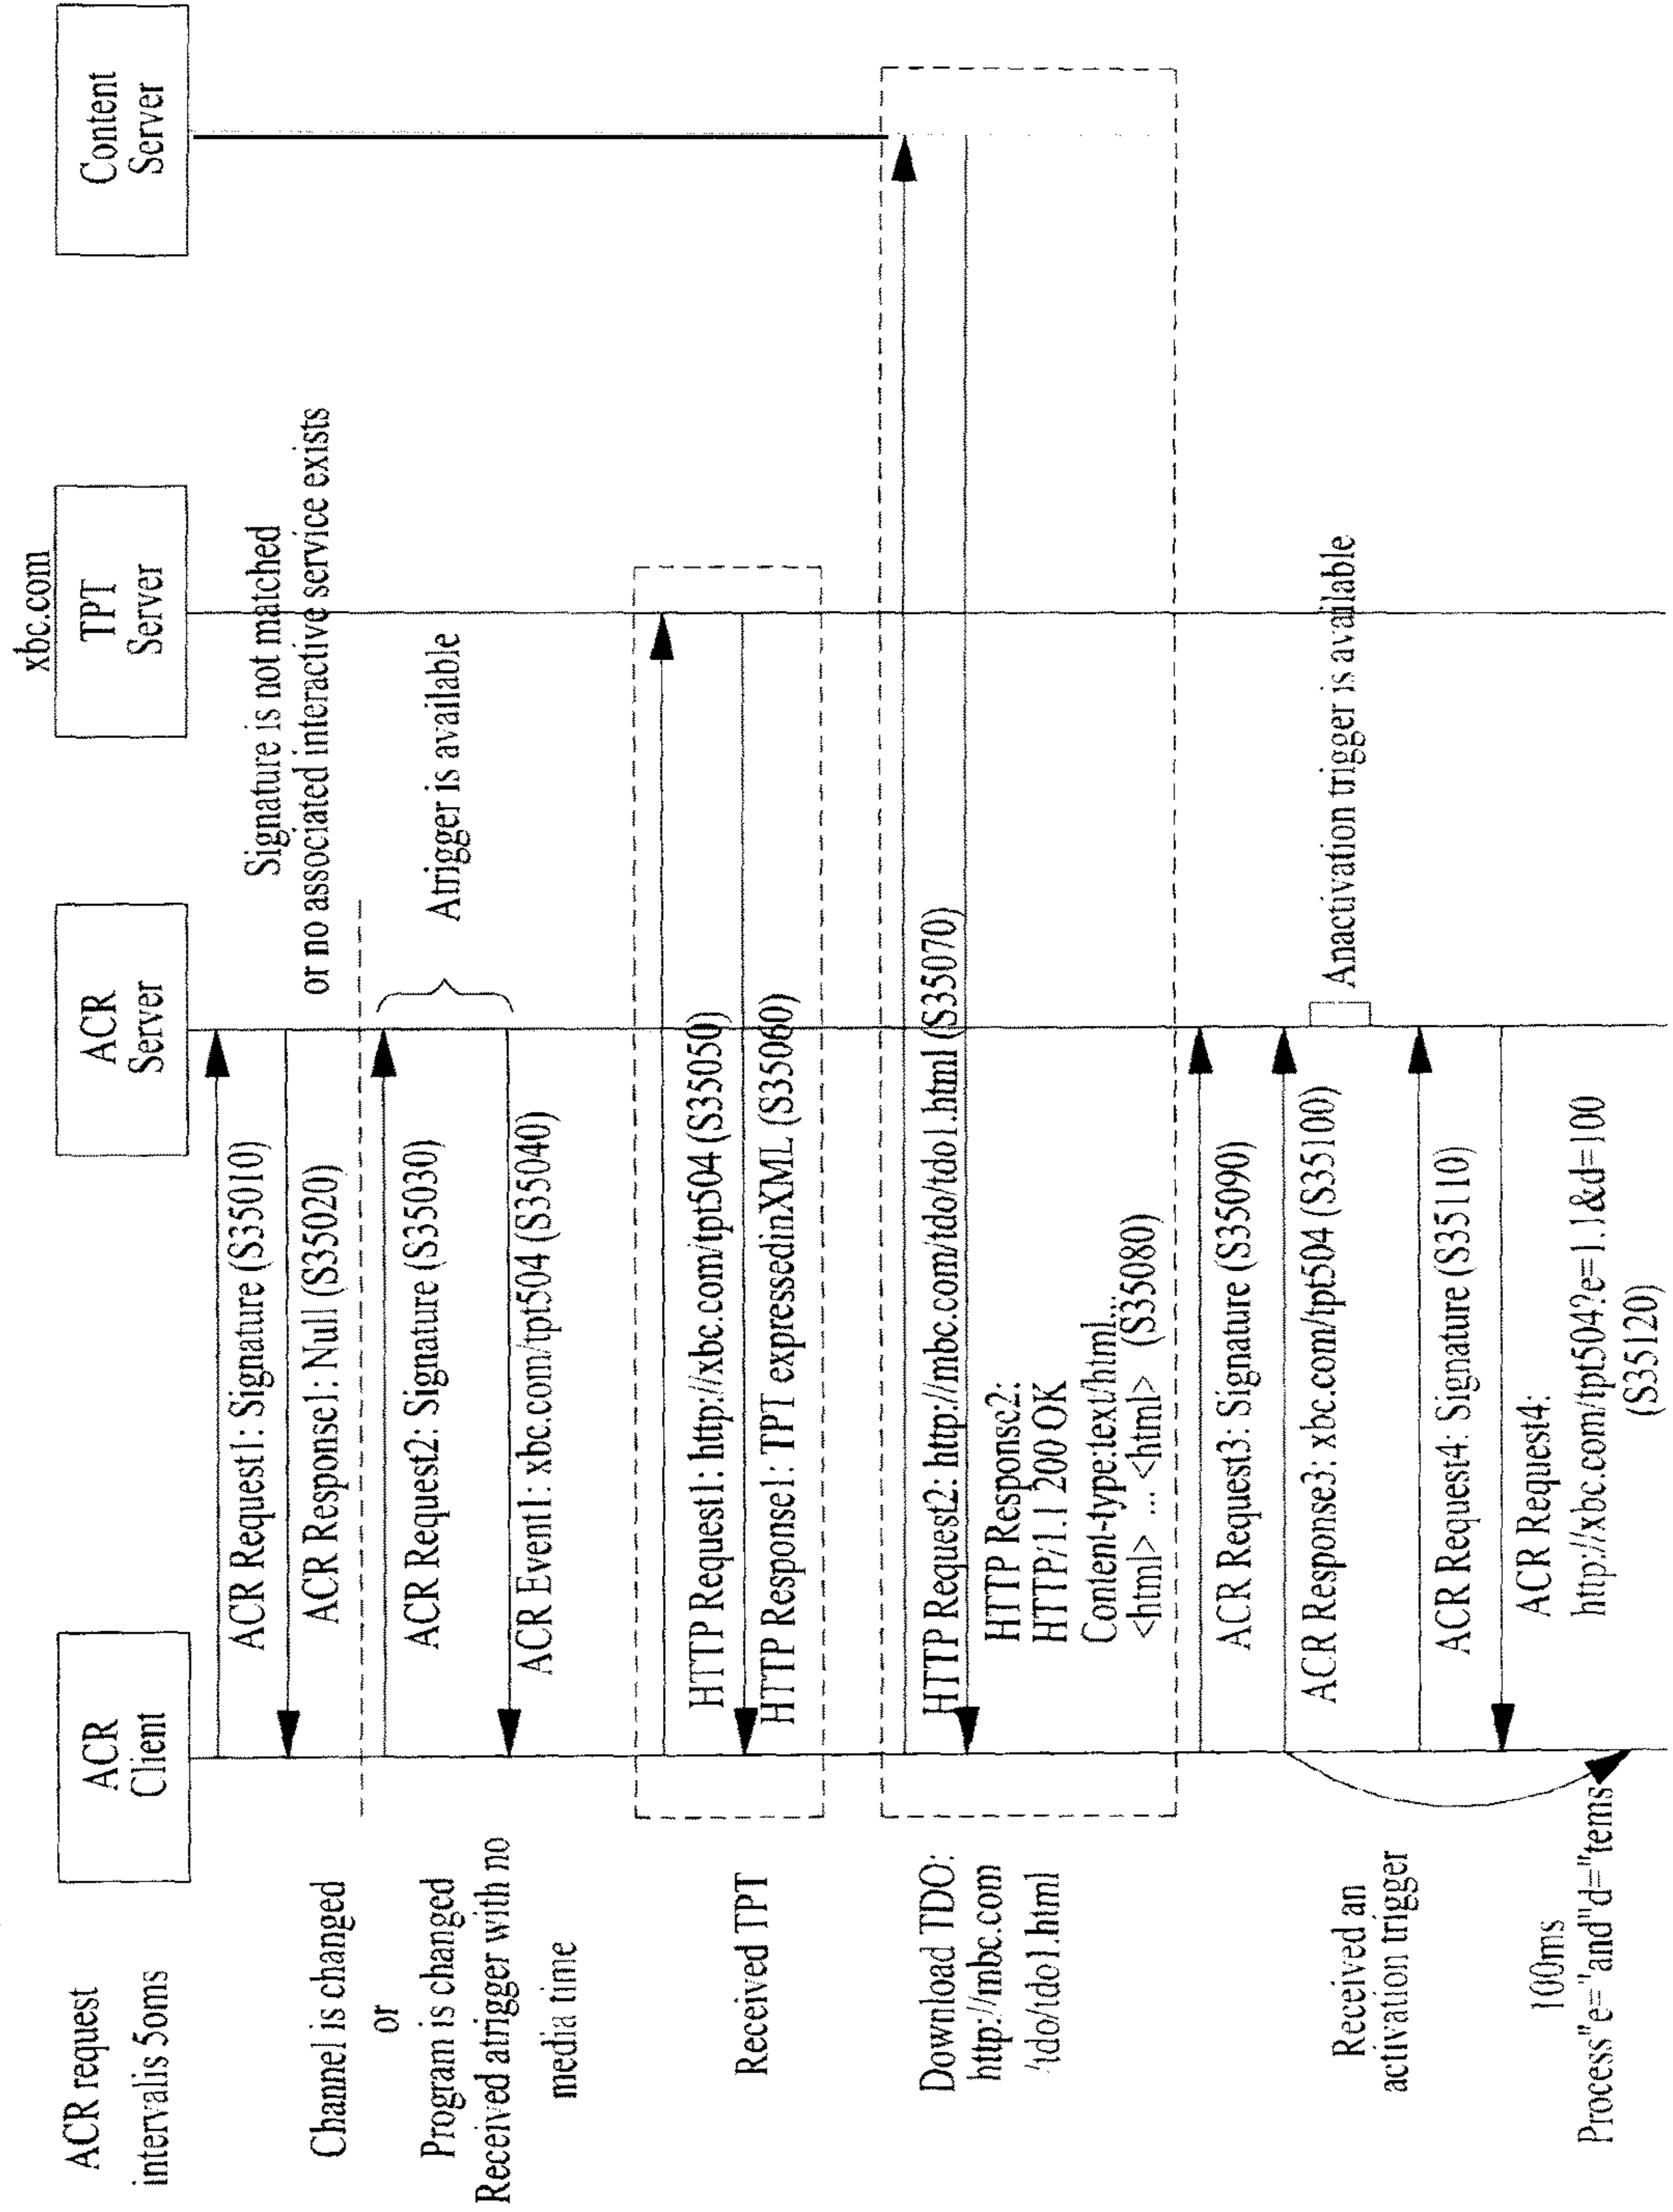 ACR request
intervalis 5oms
ACR
Client
ACR
Server
xbc.com
TPT
Server
Content
Server
ACR Request1: Signature (S35010)
ACR Response1: Null (S35020)
Signature is not matched
or no associated interactive service exists
Channel is changed
or
Program is changed
Received atrigger with no
media time
ACR Request2: Signature (S35030)
ACR Event1: xbc.com/tpt504 (S35040)
Atrigger is available
Received TPT
HTTP Request1: http://xbc.com/tpt504 (S35050)
HTTP Response1: TPT expressedinXML (S35060)
Download TDO:
http://mbc.com
/tdo/tdo1.html
HTTP Request2: http://mbc.com/tdo/tdo1.html (S35070)
HTTP Response2:
HTTP/1.1 200 OK
Content-type:text/html...
<html> ... <html> (S35080)
ACR Request3: Signature (S35090)
ACR Response3: xbc.com/tpt504 (S35100)
Anactivation trigger is available
Received an
activation trigger
ACR Request4: Signature (S35110)
ACR Request4:
http://xbc.com/tpt504?e=1.1&d=100
(S35120)
100ms
Process"e="and"d="tems